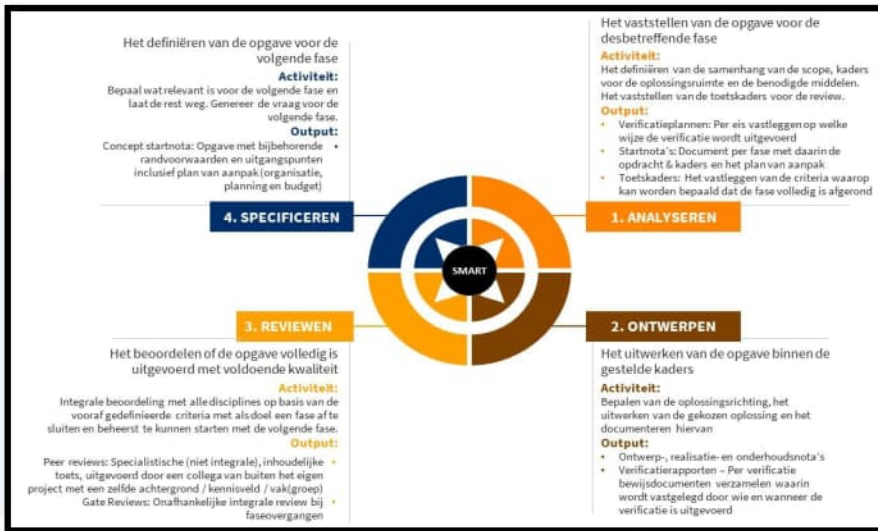 Het vaststellen van de opgave voor de
desbetreffende fase
Activiteit:
Het definiëren van de samenhang van de scope, kaders
voor de oplossingsruimte en de benodigde middelen.
Het vaststellen van de toetskaders voor de review.
Output:
• Verificatieplannen: Per eis vastleggen op welke
wijze de verificatie wordt uitgevoerd
• Startnota's: Document per fase met daarin de
opdracht & kaders en het plan van aanpak
• Toetskaders: Het vastleggen van de criteria waarop
kan worden bepaald dat de fase volledig is afgerond
1. ANALYSEREN
2. ONTWERPEN
Het uitwerken van de opgave binnen de
gestelde kaders
Activiteit:
Bepalen van de oplossingsrichting, het
uitwerken van de gekozen oplossing en het
documenteren hiervan
Output:
• Ontwerp-, realisatie- en onderhoudsnota's
• Verificatierapporten – Per verificatie
bewijsdocumenten verzamelen waarin
wordt vastgelegd door wie en wanneer de
verificatie is uitgevoerd
3. REVIEWEN
Het beoordelen of de opgave volledig is
uitgevoerd met voldoende kwaliteit
Activiteit:
Integrale beoordeling met alle disciplines op basis van de
vooraf gedefinieerde criteria met als doel een fase af te
sluiten en beheerst te kunnen starten met de volgende fase.
Output:
Peer reviews: Specialistische (niet integrale), inhoudelijke •
toets, uitgevoerd door een collega van buiten het eigen
project met een zelfde achtergrond / kennisveld / vak(groep)
Gate Reviews: Onafhankelijke integrale review bij •
faseovergangen
Het definiëren van de opgave voor de
volgende fase
Activiteit:
Bepaal wat relevant is voor de volgende fase en
laat de rest weg. Genereer de vraag voor de
volgende fase.
Output:
Concept startnota: Opgave met bijbehorende •
randvoorwaarden en uitgangspunten
inclusief plan van aanpak (organisatie,
planning en budget)
4. SPECIFICEREN
SMART